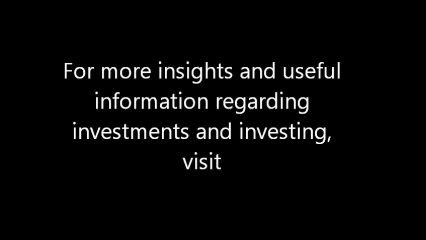 For more insights and useful
information regarding
investments and investing,
visit